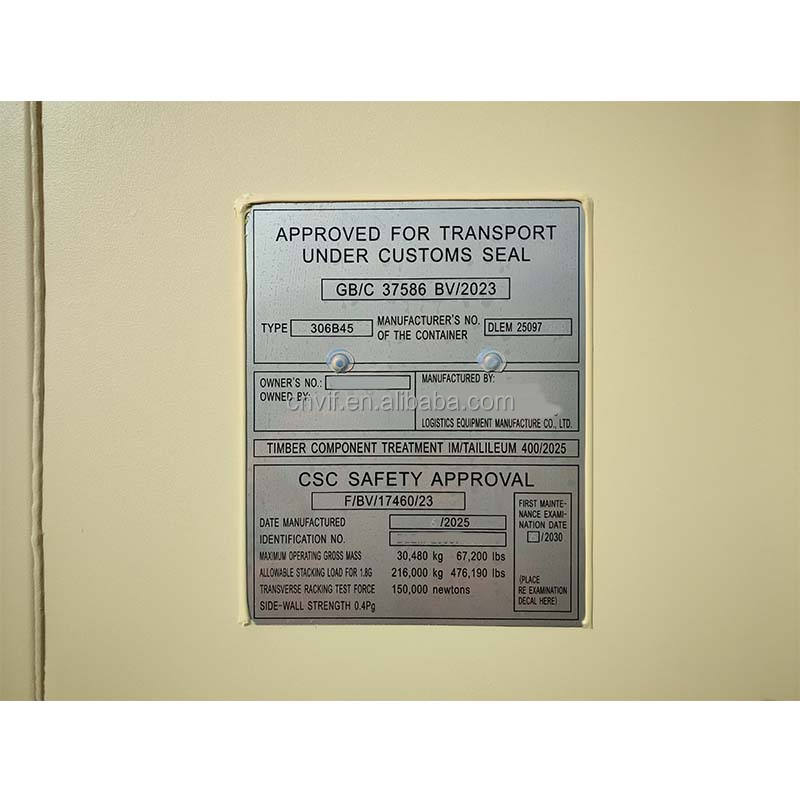 APPROVED FOR TRANSPORT
UNDER CUSTOMS SEAL
GB/C 37586 BV/2023
TYPE 306B45 MANUFACTURER'S NO. OF THE CONTAINER DLEM 25097
OWNER'S NO.:
OWNED BY:
MANUFACTURED BY:
LOGISTICS EQUIPMENT MANUFACTURE CO., LTD.
cnvif.en.alibaba.com
TIMBER COMPONENT TREATMENT IM/TAILILEUM 400/2025
CSC SAFETY APPROVAL
F/BV/17460/23
DATE MANUFACTURED /2025
IDENTIFICATION NO.
MAXIMUM OPERATING GROSS MASS 30,480 kg 67,200 lbs
ALLOWABLE STACKING LOAD FOR 1.8G 216,000 kg 476,190 lbs
TRANSVERSE RACKING TEST FORCE 150,000 newtons
SIDE-WALL STRENGTH 0.4Pg
FIRST MAINTE-
NANCE EXAMI-
NATION DATE
/2030
(PLACE
RE EXAMINATION
DECAL HERE)